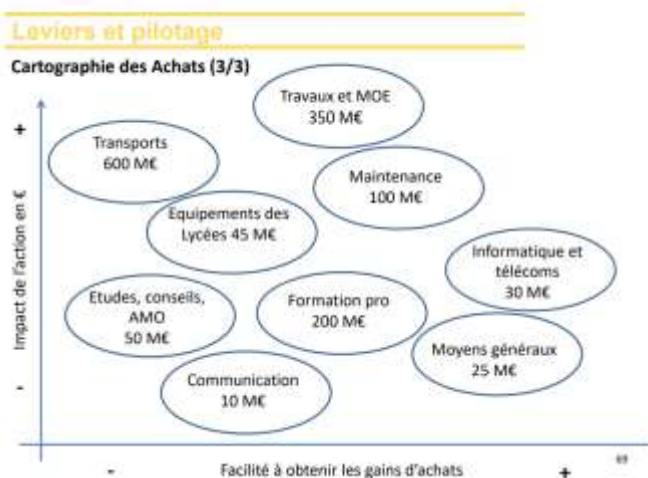 Leviers et pilotage
Cartographie des Achats (3/3)
Travaux et MOE
350 M€
+
Transports
600 M€
Maintenance
100 M€
Equipements des
Lycées 45 M€
Impact de l'action en €
Informatique et
télécoms
30 M€
Etudes, conseils,
AMO
50 M€
Formation pro
200 M€
Moyens généraux
25 M€
-
Communication
10 M€
-
Facilité à obtenir les gains d'achats
+